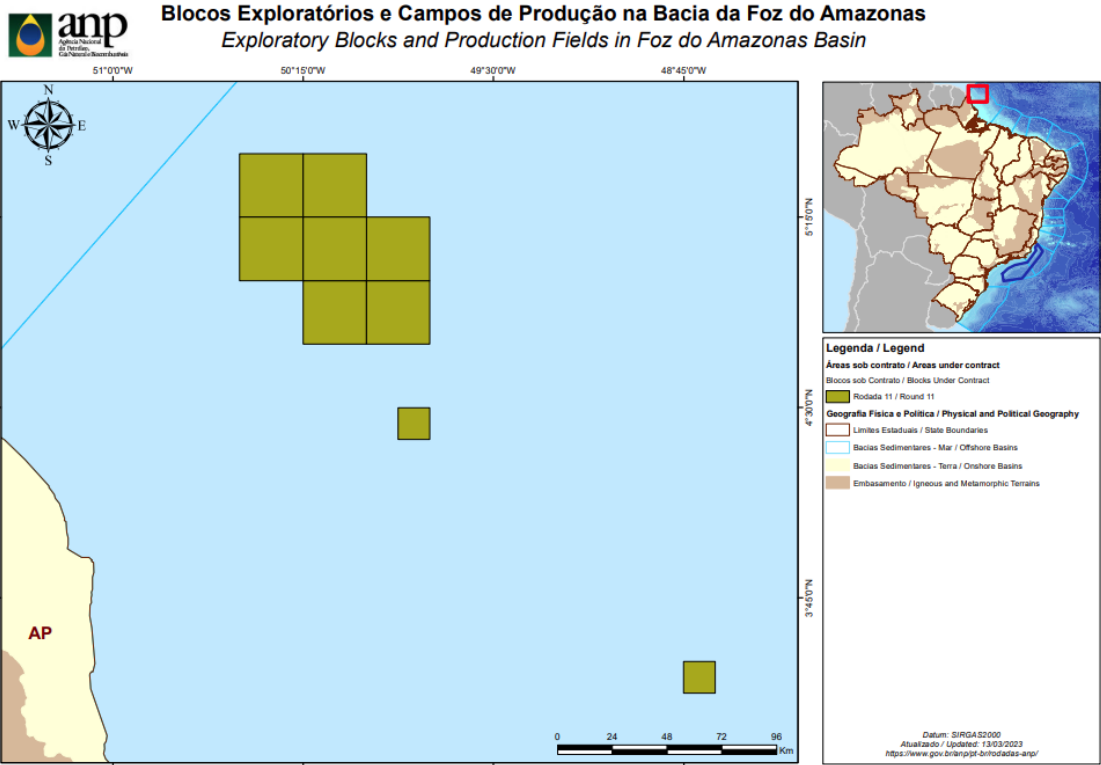 anp
Agência Nacional
do Petróleo,
Gás Natural e Biocombustíveis
Blocos Exploratórios e Campos de Produção na Bacia da Foz do Amazonas
Exploratory Blocks and Production Fields in Foz do Amazonas Basin
51°0'0"W
50°15'0"W
49°30'0"W
48°45'0"W
N
W
E
S
5°15'0"N
4°30'0"N
3°45'0"N
AP
0 24 48 72 96
Km
Legenda / Legend
Áreas sob contrato / Areas under contract
Blocos sob Contrato / Blocks Under Contract
Rodada 11 / Round 11
Geografia Física e Política / Physical and Political Geography
Limites Estaduais / State Boundaries
Bacias Sedimentares - Mar / Offshore Basins
Bacias Sedimentares - Terra / Onshore Basins
Embasamento / Igneous and Metamorphic Terrains
Datum: SIRGAS2000
Atualizado / Updated: 13/03/2023
https://www.gov.br/anp/pt-br/rodadas-anp/